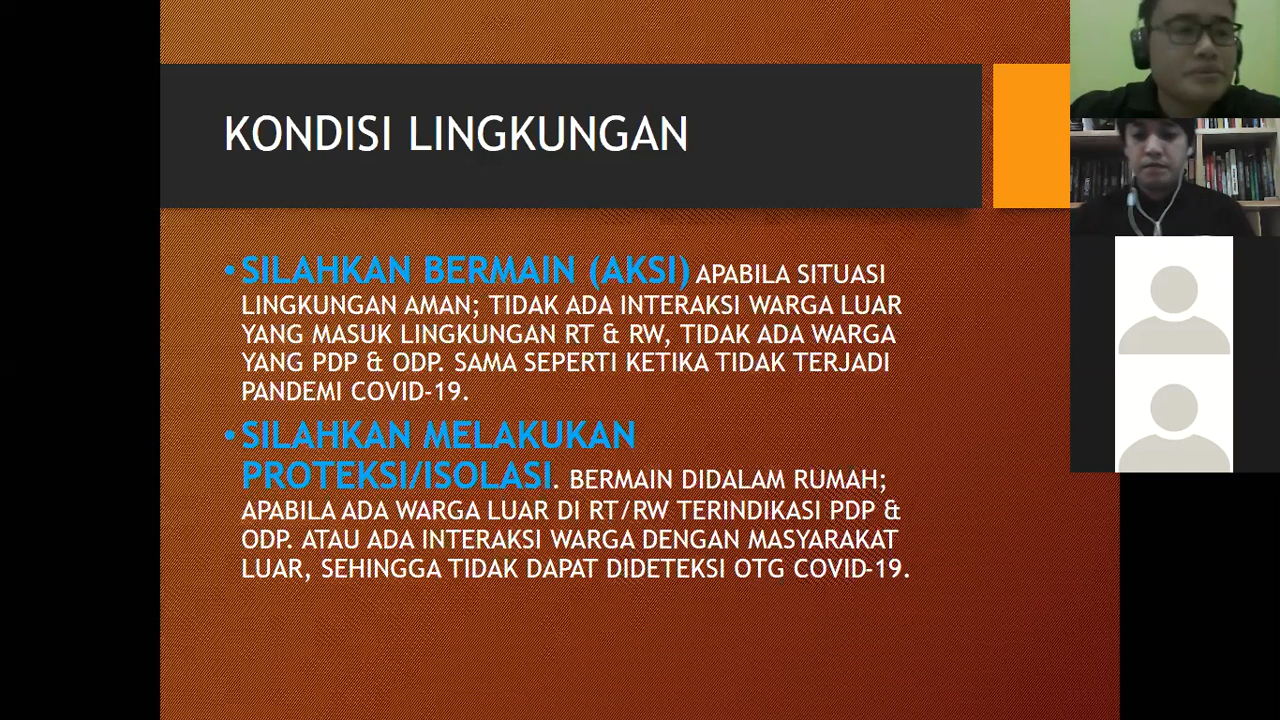 KONDISI LINGKUNGAN
•SILAHKAN BERMAIN (AKSI) APABILA SITUASI
LINGKUNGAN AMAN; TIDAK ADA INTERAKSI WARGA LUAR
YANG MASUK LINGKUNGAN RT & RW, TIDAK ADA WARGA
YANG PDP & ODP. SAMA SEPERTI KETIKA TIDAK TERJADI
PANDEMI COVID-19.
•SILAHKAN MELAKUKAN
PROTEKSI/ISOLASI. BERMAIN DIDALAM RUMAH;
APABILA ADA WARGA LUAR DI RT/RW TERINDIKASI PDP &
ODP. ATAU ADA INTERAKSI WARGA DENGAN MASYARAKAT
LUAR, SEHINGGA TIDAK DAPAT DIDETEKSI OTG COVID-19.